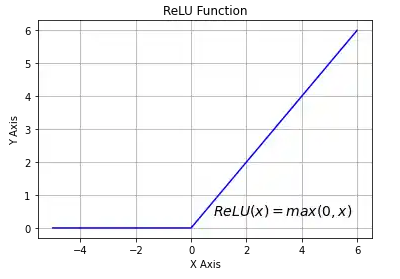 ReLU Function
6
5
4
3
2
1
0
Y Axis
ReLU(x) = max(0, x)
−4 −2 0 2 4 6
X Axis